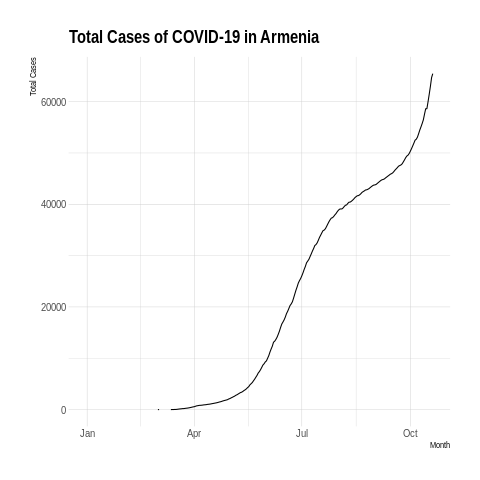 Total Cases of COVID-19 in Armenia
Total Cases
60000
40000
20000
0
Jan Apr Jul Oct
Month